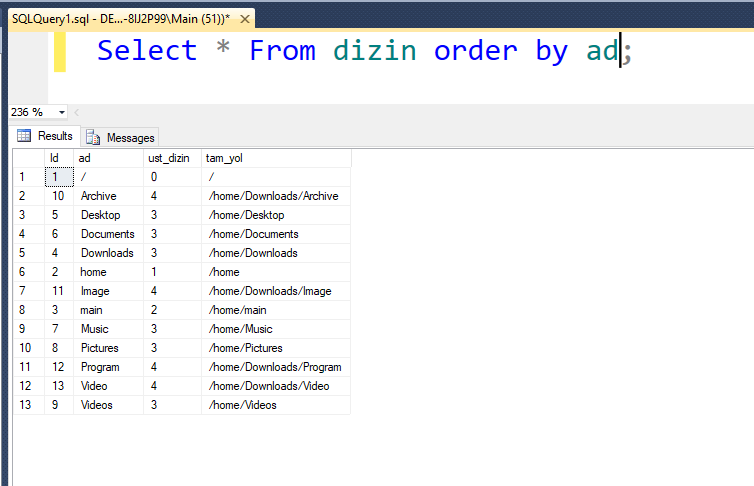 SQLQuery1.sql - DE...-8IJ2P99\Main (51))* ×
Select * From dizin order by ad;
236 %
Results Messages
Id ad ust_dizin tam_yol
1 1 / 0 /
2 10 Archive 4 /home/Downloads/Archive
3 5 Desktop 3 /home/Desktop
4 6 Documents 3 /home/Documents
5 4 Downloads 3 /home/Downloads
6 2 home 1 /home
7 11 Image 4 /home/Downloads/Image
8 3 main 2 /home/main
9 7 Music 3 /home/Music
10 8 Pictures 3 /home/Pictures
11 12 Program 4 /home/Downloads/Program
12 13 Video 4 /home/Downloads/Video
13 9 Videos 3 /home/Videos